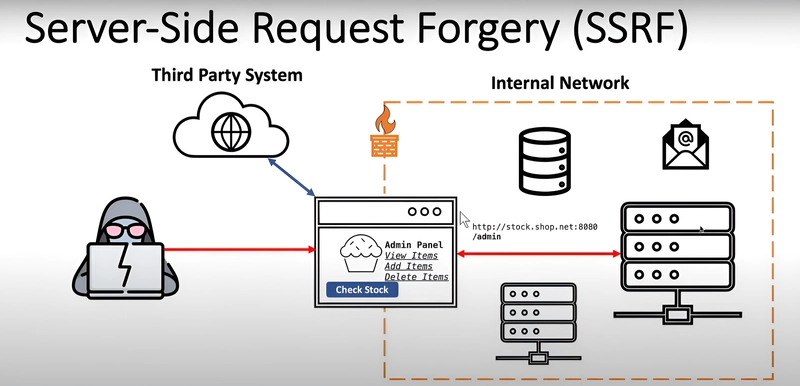 Server-Side Request Forgery (SSRF)
Third Party System
Internal Network
@
http://stock.shop.net:8080
/admin
Admin Panel
View Items
Add Items
Delete Items
Check Stock